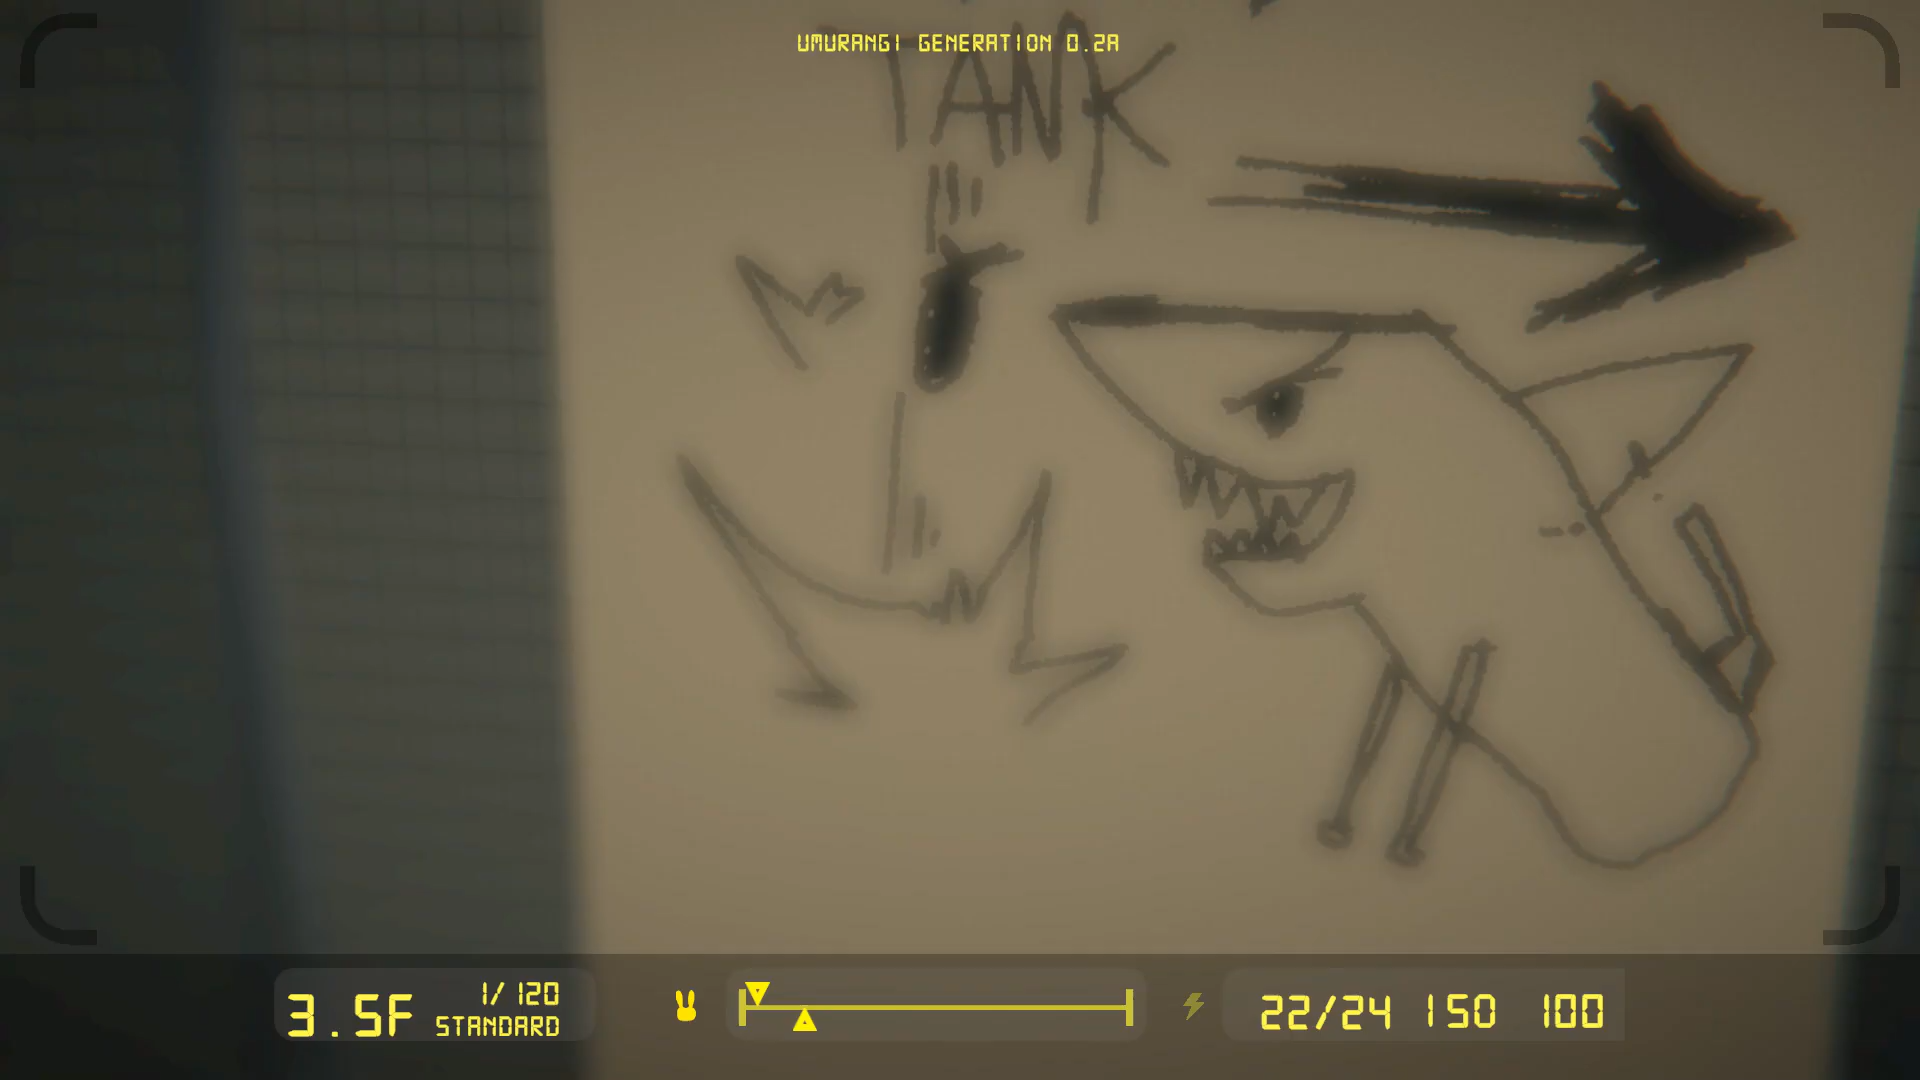 UMURANGI GENERATION 0.2A
TANK
3.5F
1/ 120
STANDARD
22/24 150 100